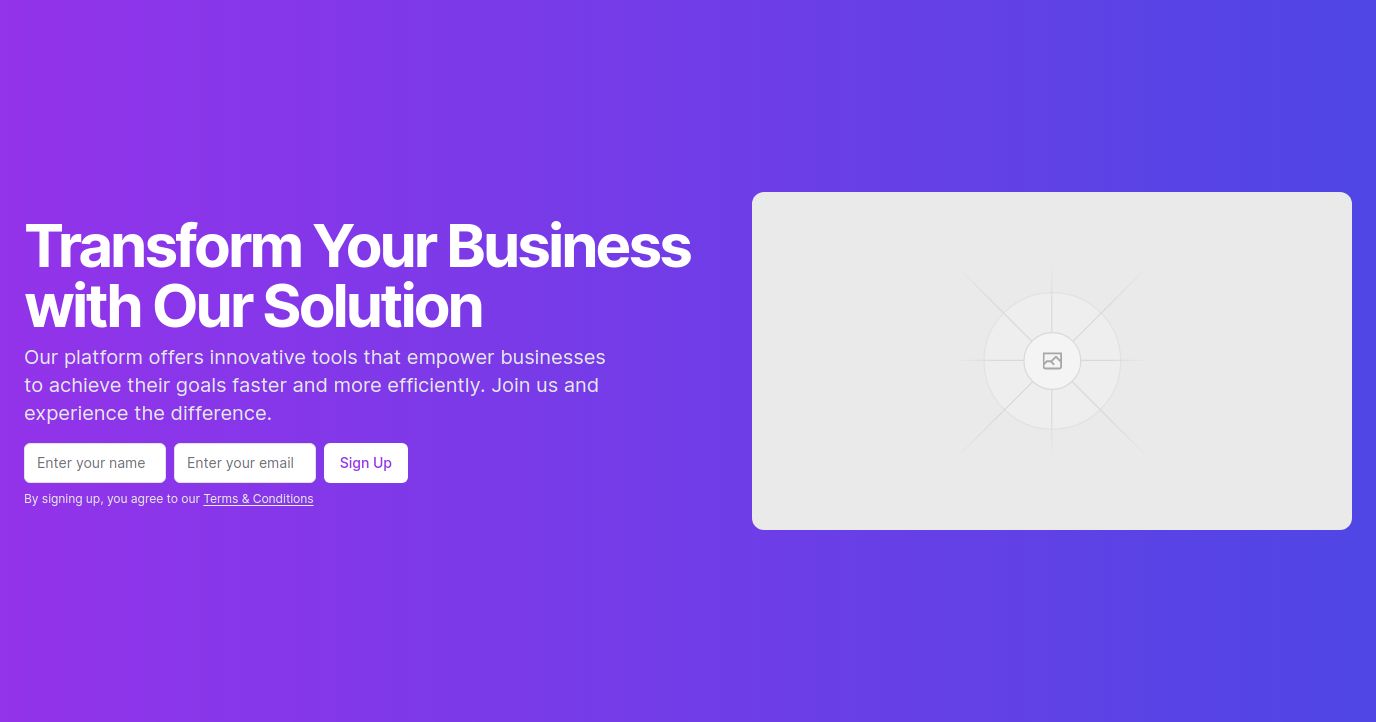 Transform Your Business
with Our Solution
Our platform offers innovative tools that empower businesses
to achieve their goals faster and more efficiently. Join us and
experience the difference.
Enter your name
Enter your email
Sign Up
By signing up, you agree to our Terms & Conditions